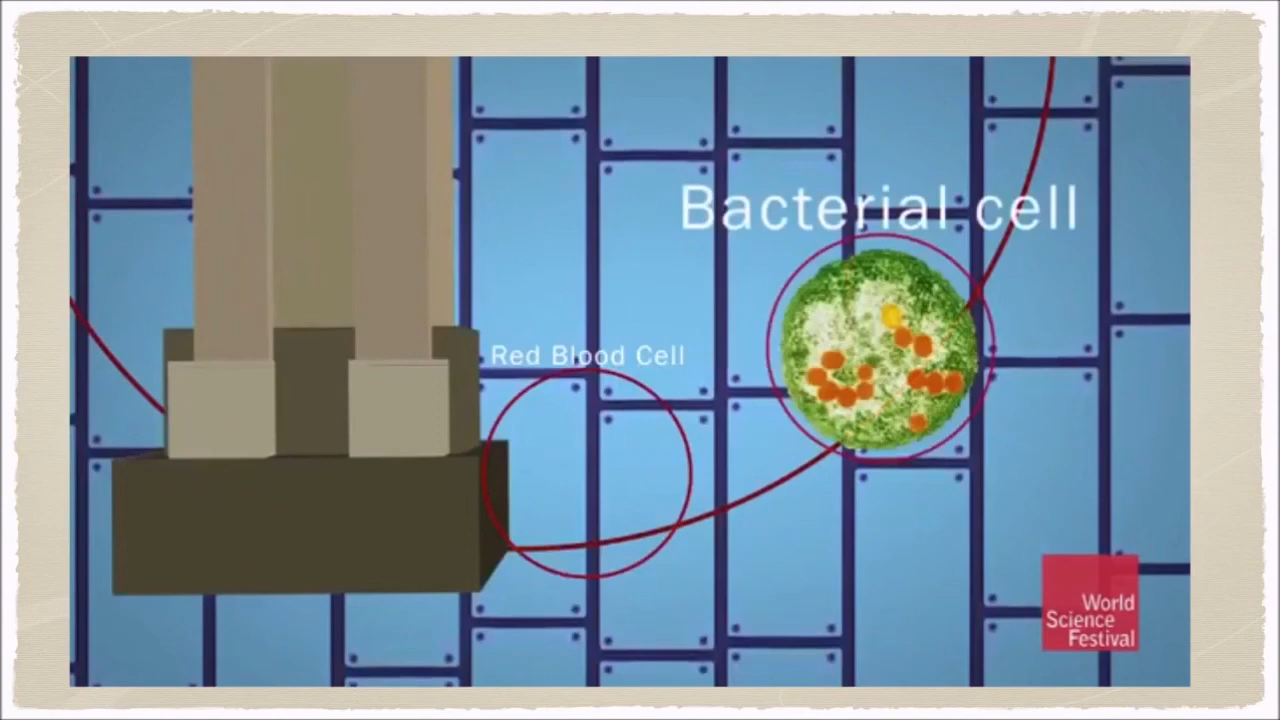 Bacterial cell
Red Blood Cell
World
Science
Festival